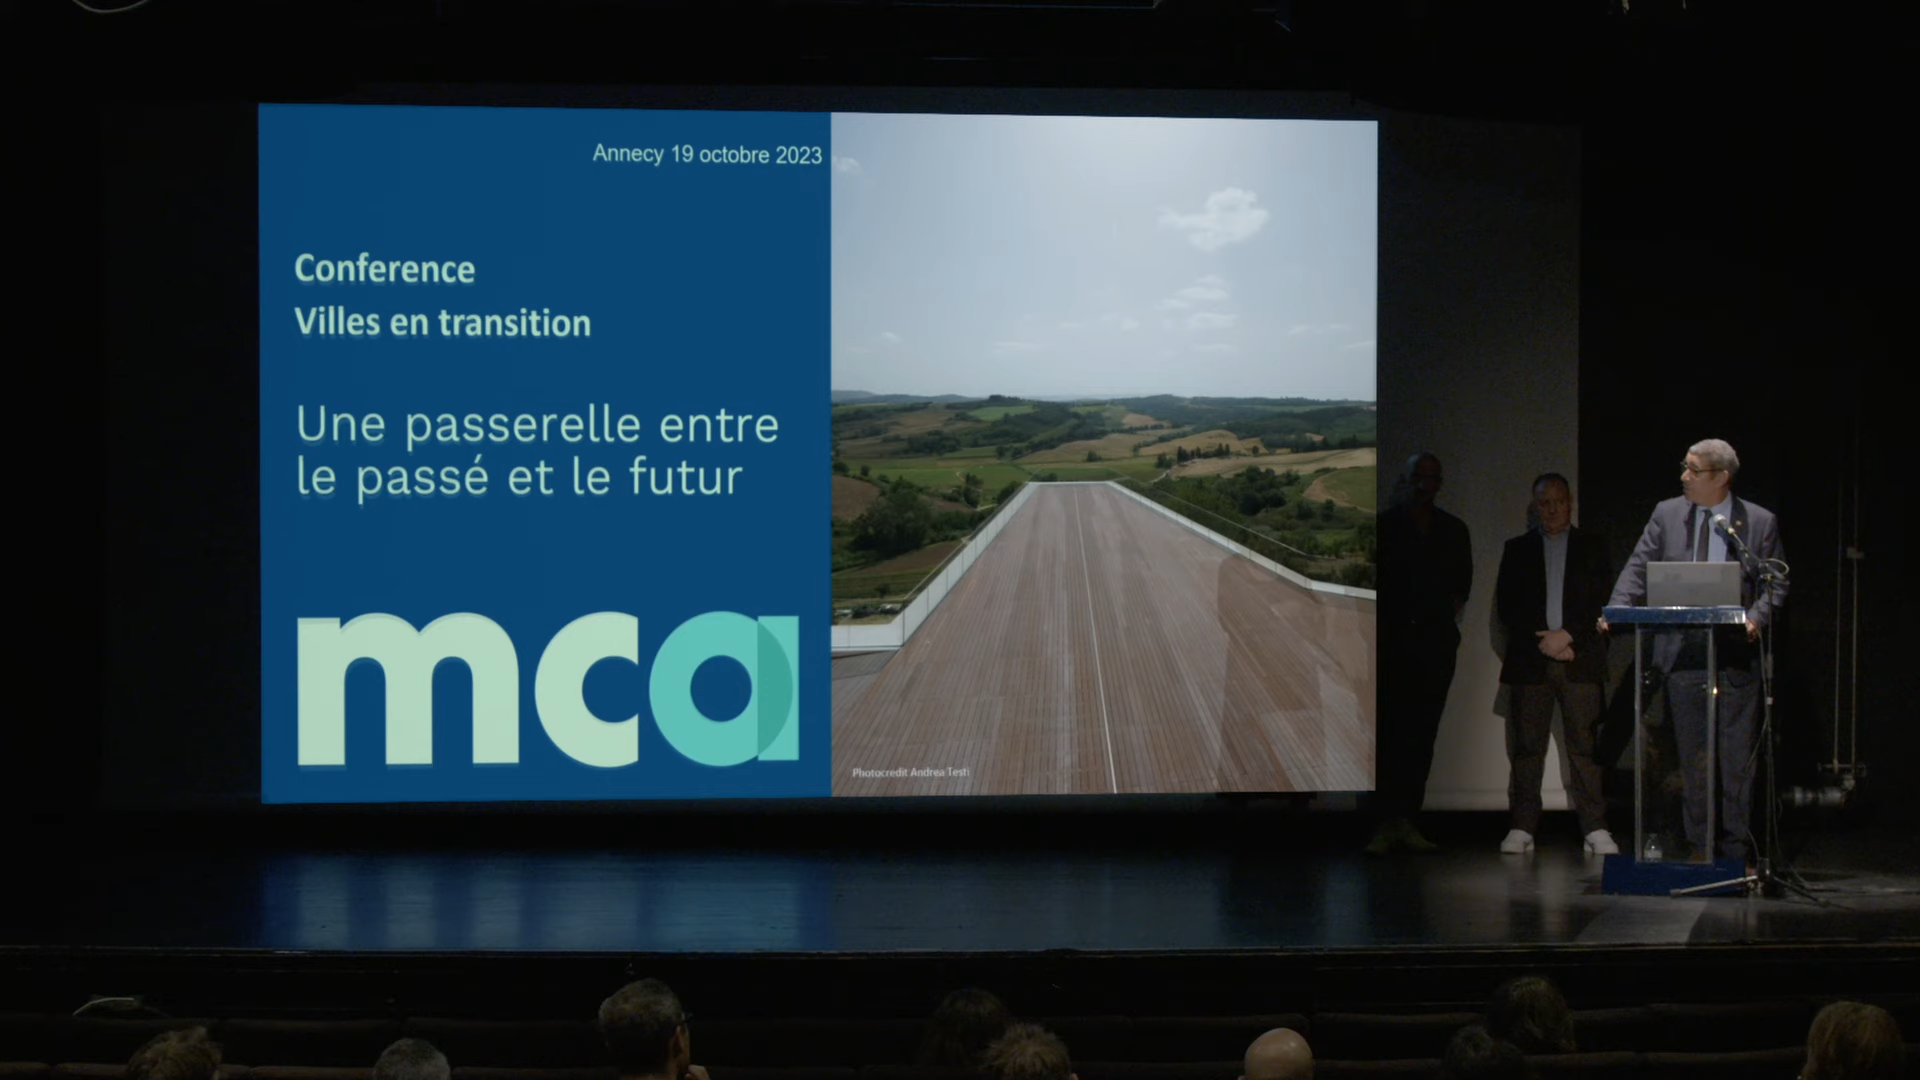 Annecy 19 octobre 2023
Conference
Villes en transition
Une passerelle entre
le passé et le futur
mca
Photocredit Andrea Testi